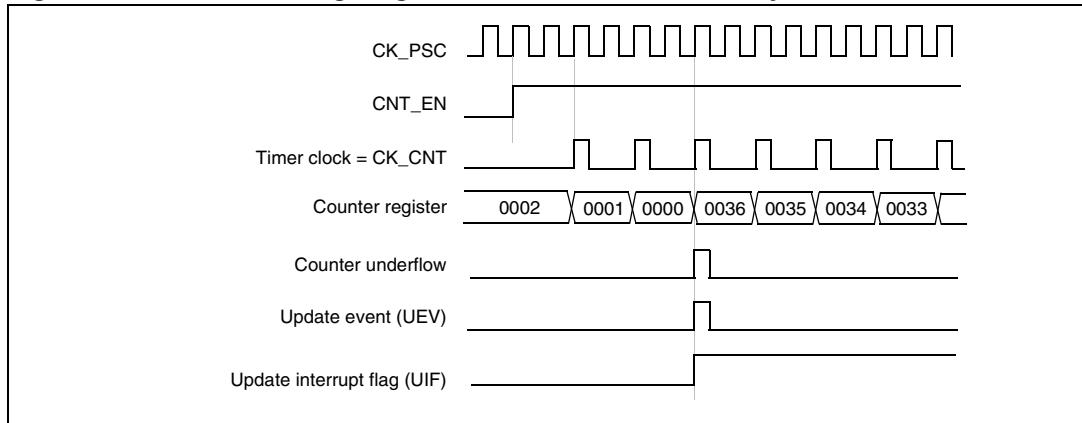 CK_PSC
CNT_EN
Timer clock = CK_CNT
Counter register 0002 0001 0000 0036 0035 0034 0033
Counter underflow
Update event (UEV)
Update interrupt flag (UIF)